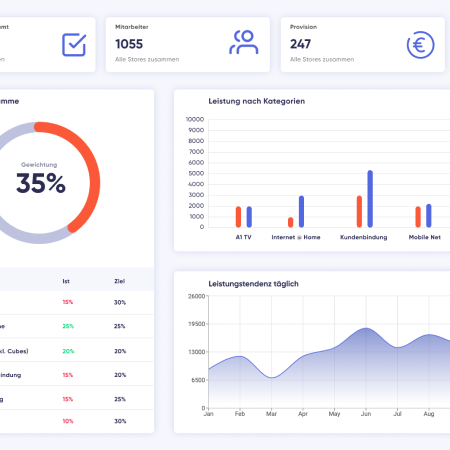 mt
Mitarbeiter
Provision
1055
247
en
Alle Stores zusammen
Alle Stores zusammen
mme
Gewichtung
35%
Ist
Ziel
15%
30%
ne
25%
25%
kl. Cubes)
20%
20%
indung
15%
20%
g
15%
25%
10%
30%
Leistung nach Kategorien
10000
9000
8000
7000
6000
5000
4000
3000
2000
1000
0
A1 TV
Internet @ Home
Kundenbindung
Mobile Net
Leistungstendenz täglich
26000
19500
13000
6500
0
Jan
Feb
Mar
Apr
May
Jun
Jul
Aug